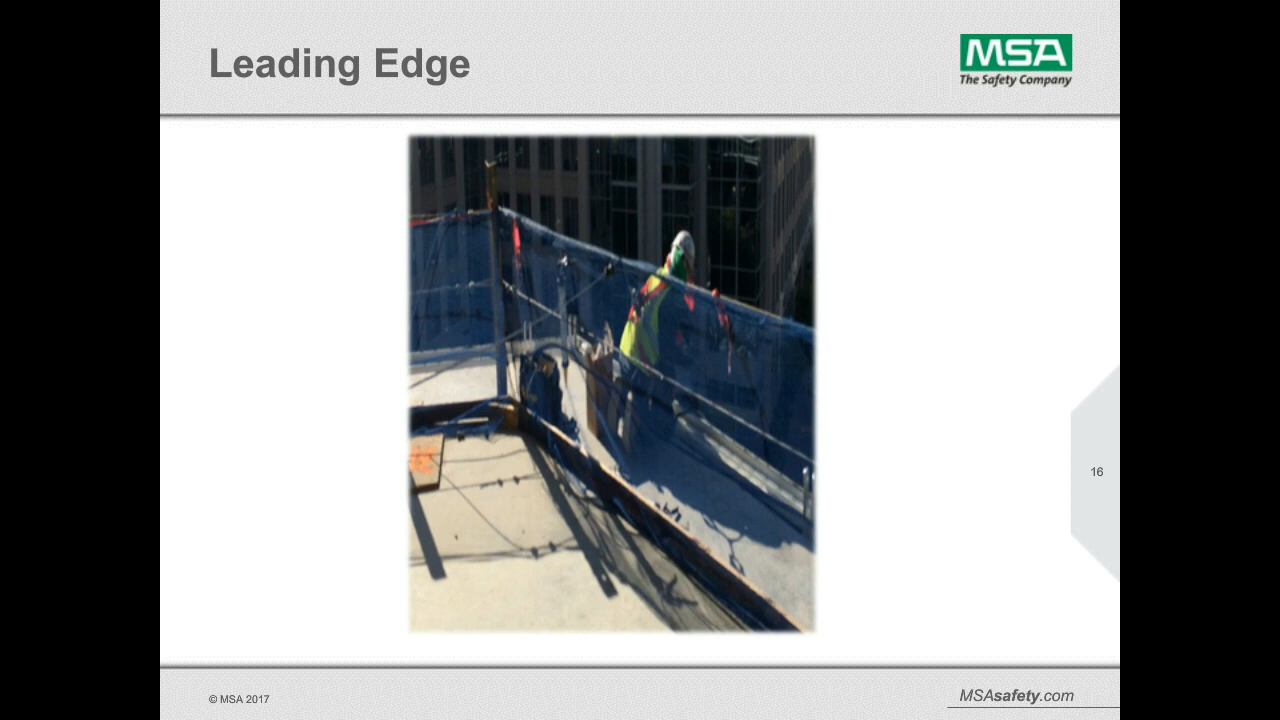 Leading Edge
MSA
The Safety Company
16
© MSA 2017
MSAsafety.com